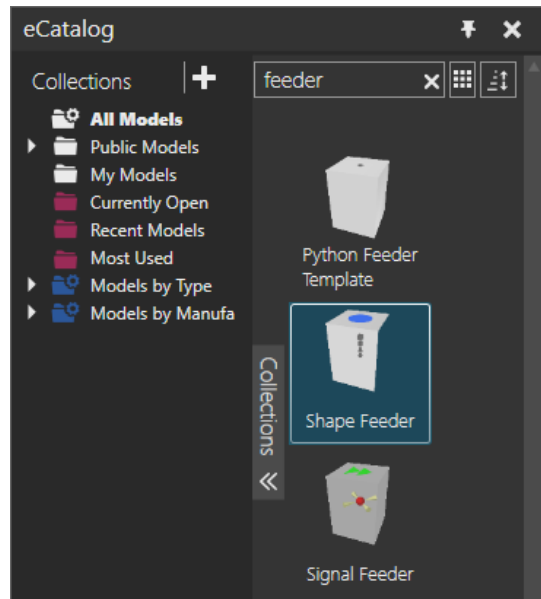 eCatalog
Collections
feeder
All Models
Public Models
My Models
Currently Open
Recent Models
Most Used
Models by Type
Models by Manufa
Collections
Python Feeder
Template
Shape Feeder
Signal Feeder